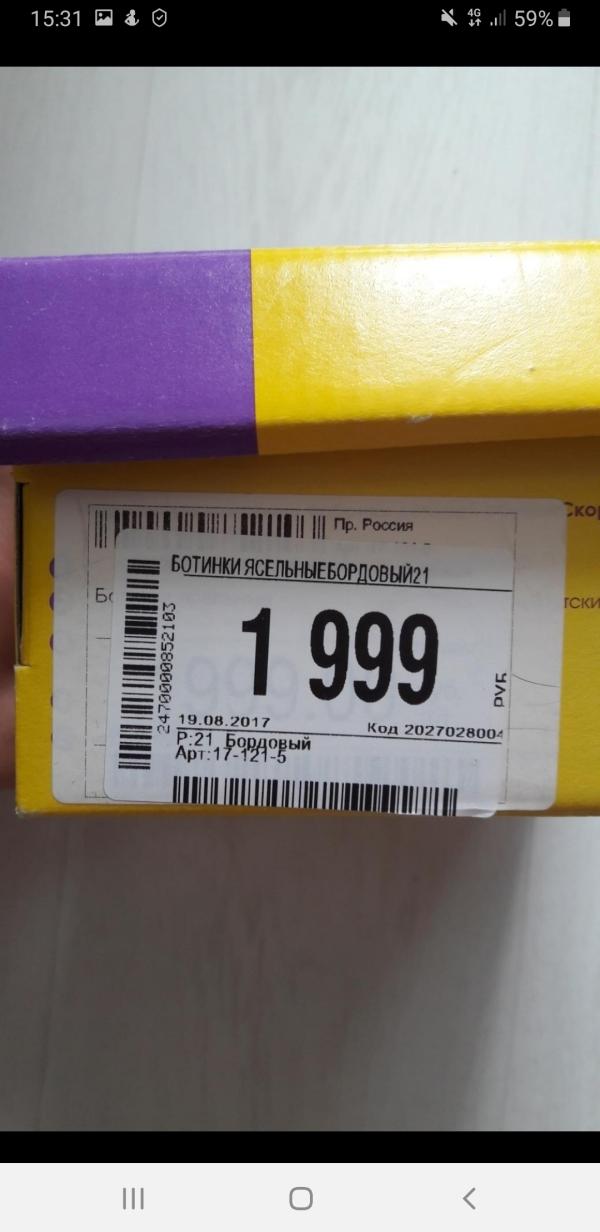 15:31
4G
59%
Пр. Россия
БОТИНКИ ЯСЕЛЬНЫЕБОРДОВЫЙ21
1 999
РУБ
2470000852103
19.08.2017
Код 2027028004
Р:21 Бордовый
Арт:17-121-5